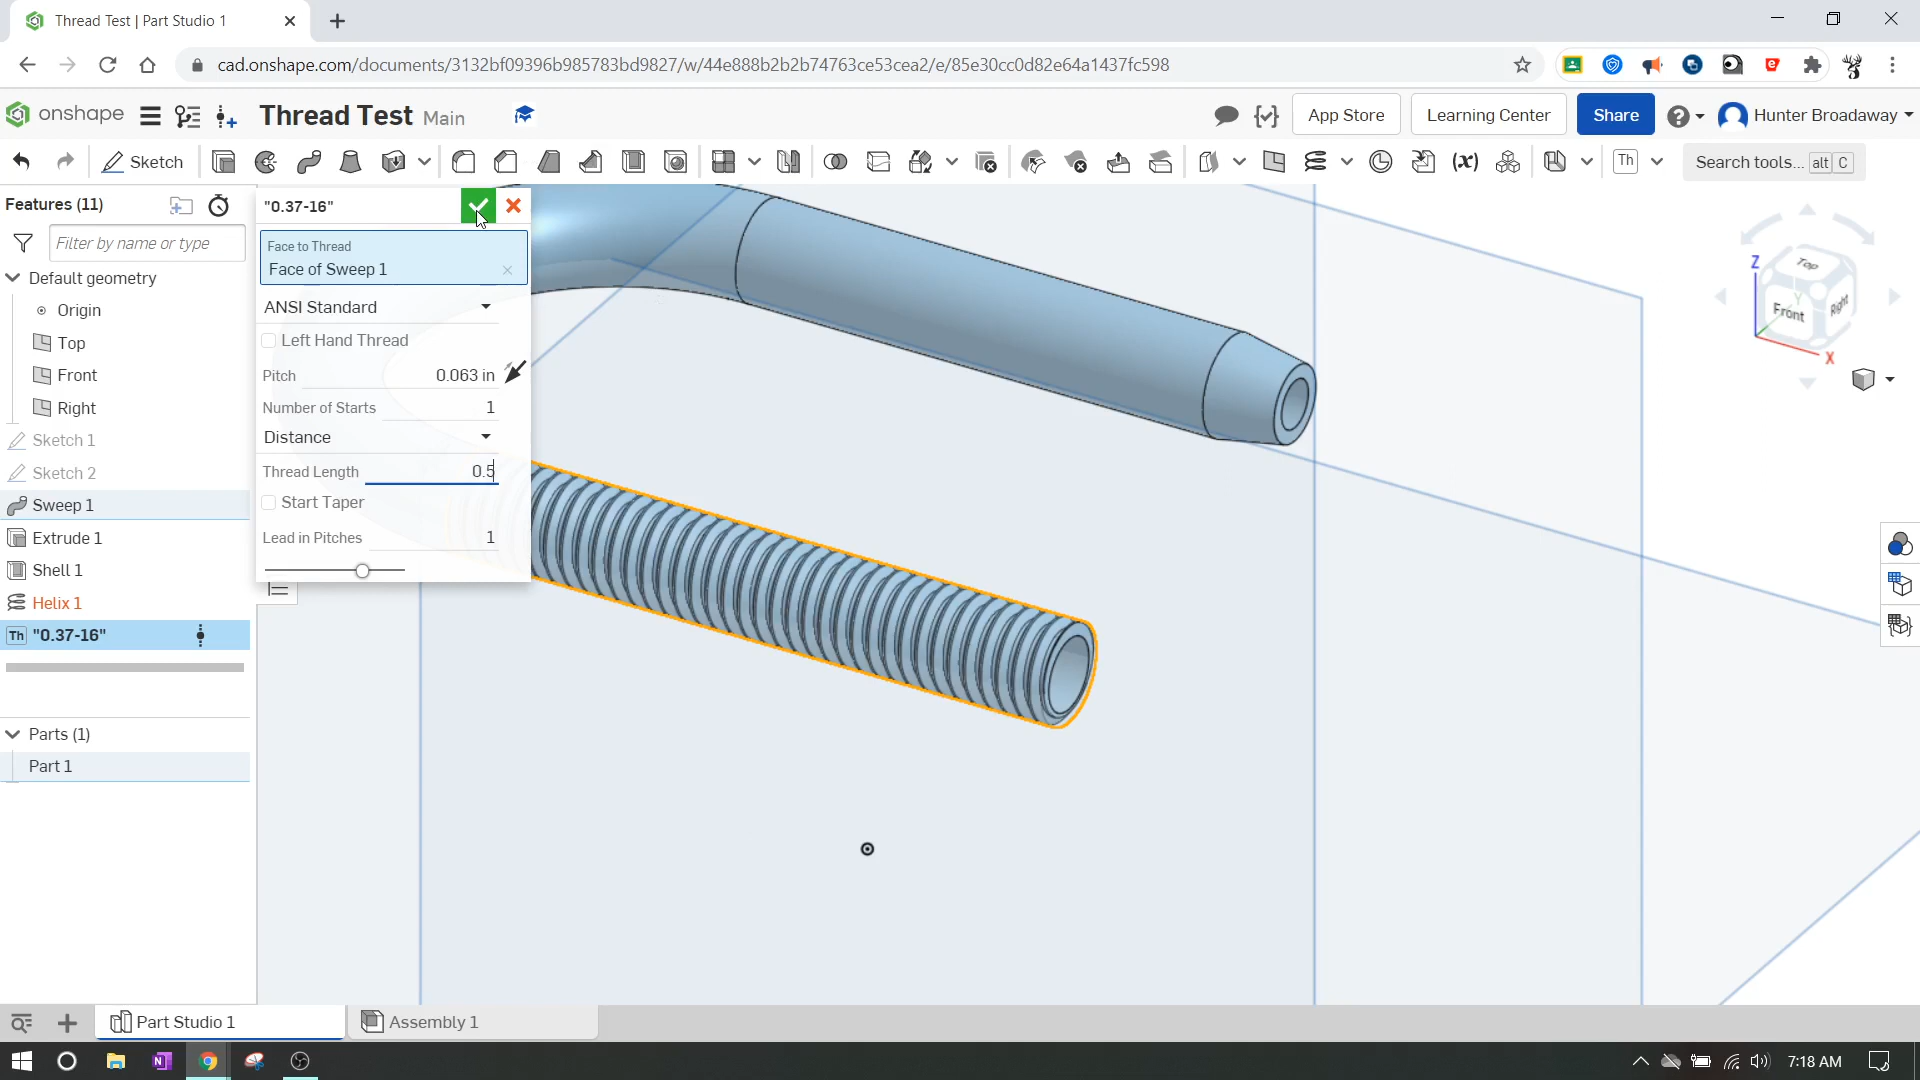 Thread Test | Part Studio 1
cad.onshape.com/documents/3132bf09396b985783bd9827/w/44e888b2b2b74763ce53cea2/e/85e30cc0d82e64a1437fc598
onshape
Thread Test Main
App Store
Learning Center
Share
Hunter Broadaway
Sketch
Th
Search tools... alt C
Features (11)
Filter by name or type
Default geometry
Origin
Top
Front
Right
Sketch 1
Sketch 2
Sweep 1
Extrude 1
Shell 1
Helix 1
Th "0.37-16"
Parts (1)
Part 1
"0.37-16"
Face to Thread
Face of Sweep 1
ANSI Standard
Left Hand Thread
Pitch 0.063 in
Number of Starts 1
Distance
Thread Length 0.5
Start Taper
Lead in Pitches 1
Z
Top
Y
Front
Right
X
Part Studio 1
Assembly 1
7:18 AM